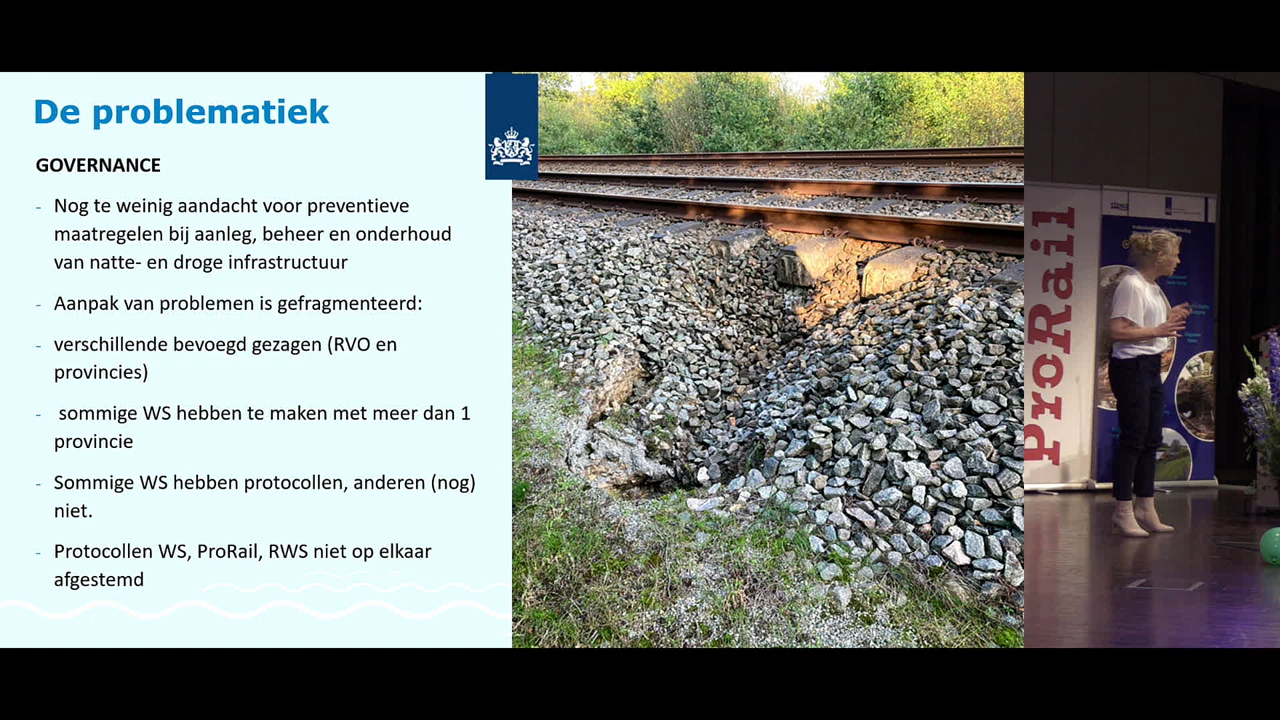 De problematiek
GOVERNANCE
- Nog te weinig aandacht voor preventieve
maatregelen bij aanleg, beheer en onderhoud
van natte- en droge infrastructuur
- Aanpak van problemen is gefragmenteerd:
- verschillende bevoegd gezagen (RVO en
provincies)
- sommige WS hebben te maken met meer dan 1
provincie
- Sommige WS hebben protocollen, anderen (nog)
niet.
- Protocollen WS, ProRail, RWS niet op elkaar
afgestemd
ProRail